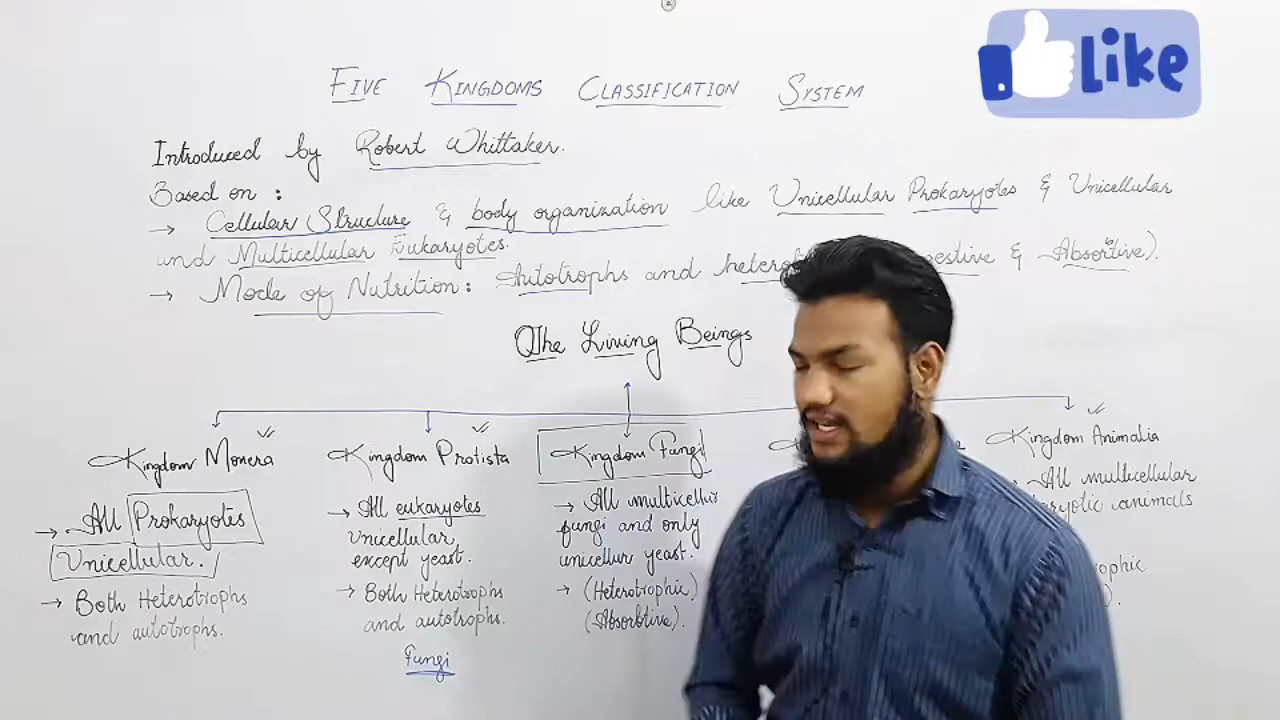 Like
FIVE KINGDOMS CLASSIFICATION SYSTEM
Introduced by Robert Whittaker.
Based on :
→ Cellular Structure & body organization like Unicellular Prokaryotes & Unicellular
and Multicellular Eukaryotes.
→ Mode of Nutrition: Autotrophs and & Absorbtive).
The Living Beings
Kingdom Monera
→ All Prokaryotes
Unicellular.
→ Both Heterotrophs
and autotrophs.
Kingdom Protista
→ All eukaryotes
unicellular,
except yeast.
→ Both Heterotrophs
and autotrophs.
Fungi
Kingdom Fungi
→ All
fungi and only
unicellur yeast.
→ (Heterotrophic)
(Absorbtive).
Kingdom Animalia
All multicellular
animals